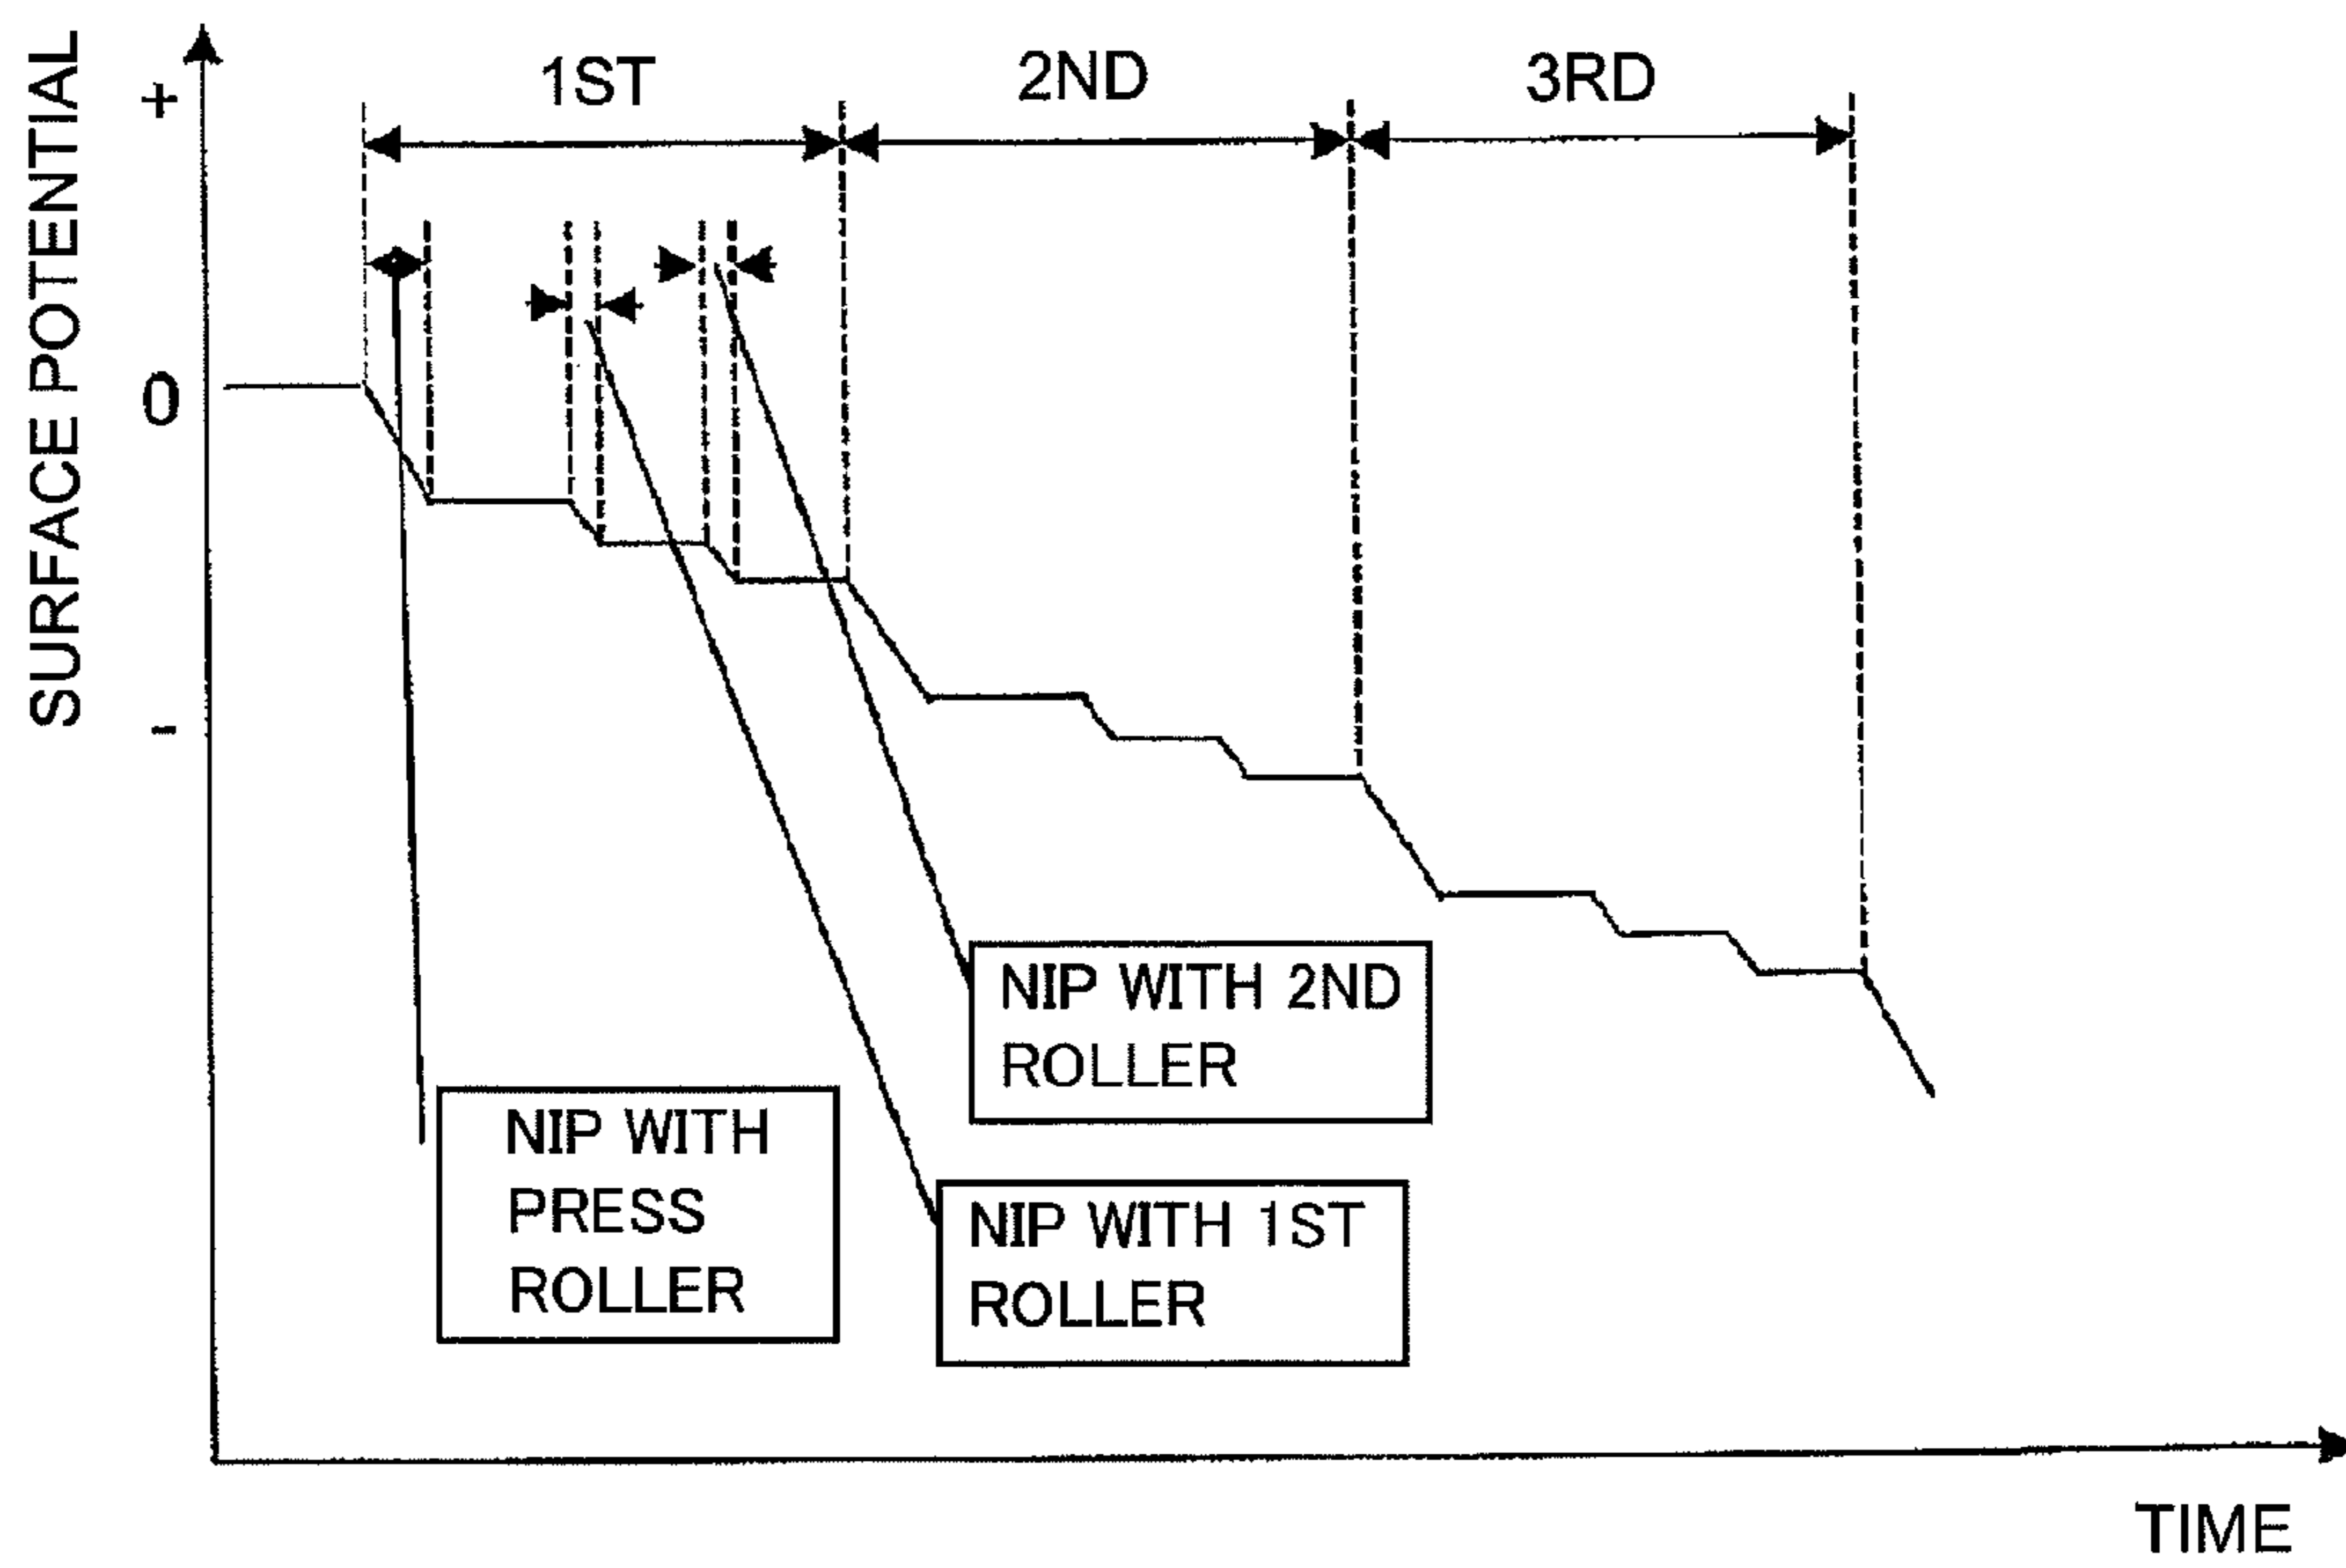 SURFACE POTENTIAL
+
0
-
1ST
2ND
3RD
NIP WITH 2ND
ROLLER
NIP WITH
PRESS
ROLLER
NIP WITH 1ST
ROLLER
TIME